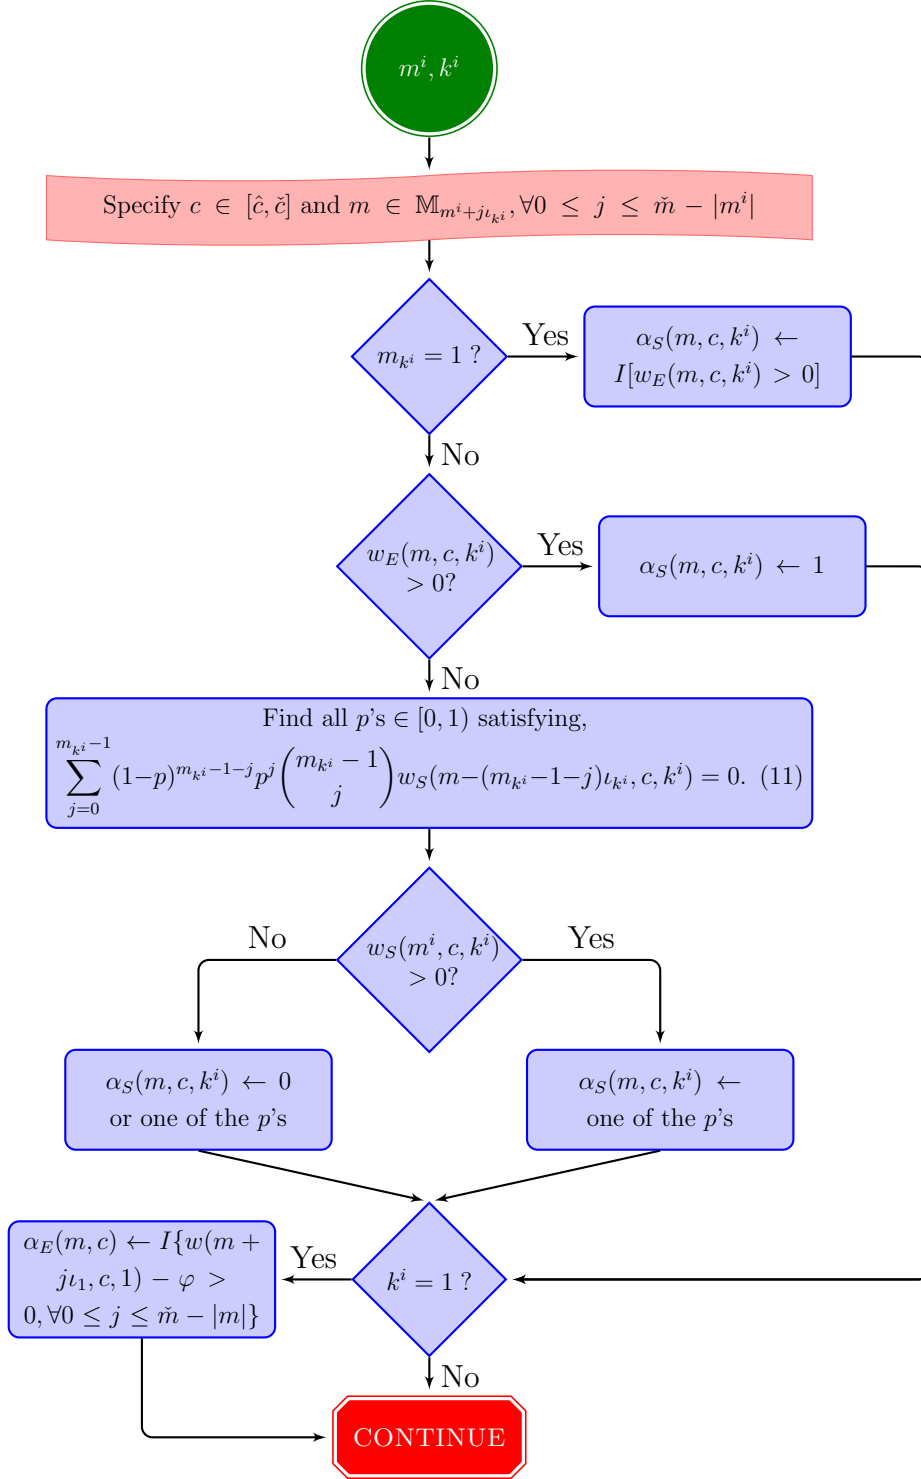 m^i, k^i
Specify c ∈ [ĉ, č] and m ∈ 𝕄_{m^i+jι_{k^i}}, ∀0 ≤ j ≤ m̌ − |m^i|
m_{k^i} = 1 ?
Yes
α_S(m, c, k^i) ←
I[w_E(m, c, k^i) > 0]
No
w_E(m, c, k^i)
> 0?
Yes
α_S(m, c, k^i) ← 1
No
Find all p's ∈ [0, 1) satisfying,
\sum_{j=0}^{m_{k^i}−1} (1−p)^{m_{k^i}−1−j} p^j \binom{m_{k^i} − 1}{j} w_S(m−(m_{k^i}−1−j)ι_{k^i}, c, k^i) = 0. (11)
No
w_S(m^i, c, k^i)
> 0?
Yes
α_S(m, c, k^i) ← 0
or one of the p's
α_S(m, c, k^i) ←
one of the p's
α_E(m, c) ← I{w(m +
jι_1, c, 1) − φ >
0, ∀0 ≤ j ≤ m̌ − |m|}
Yes
k^i = 1 ?
No
CONTINUE